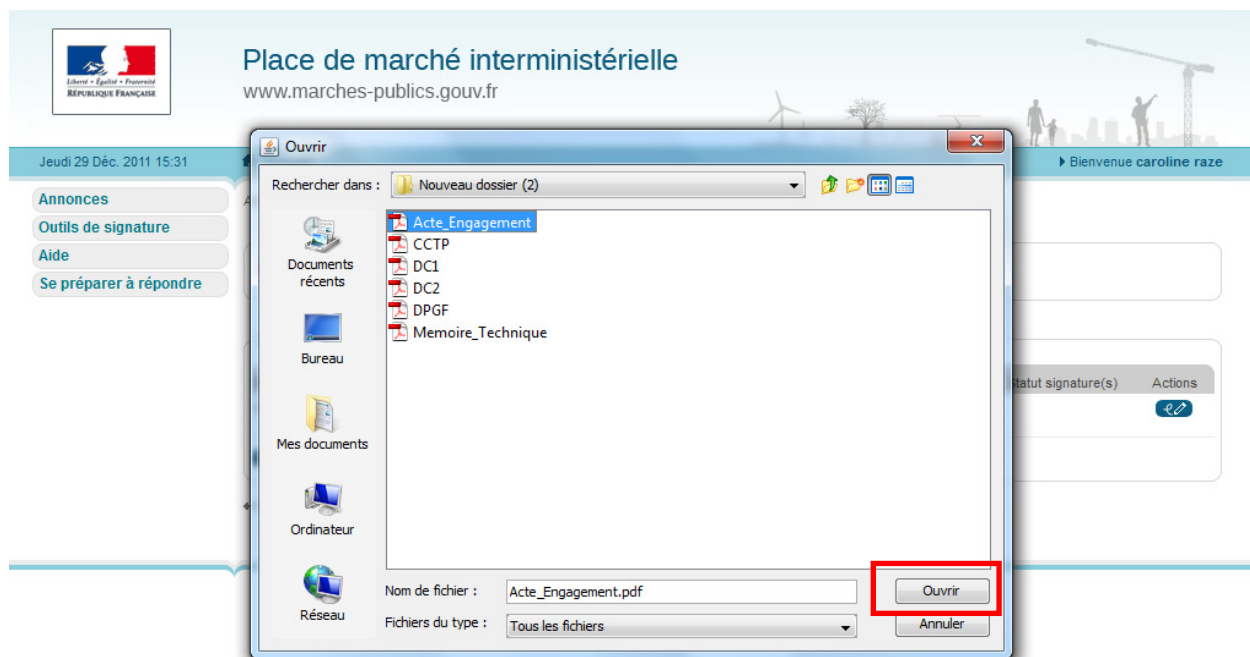 Liberté • Égalité • Fraternité
RÉPUBLIQUE FRANÇAISE
Place de marché interministérielle
www.marches-publics.gouv.fr
Jeudi 29 Déc. 2011 15:31
Bienvenue caroline raze
Annonces
Outils de signature
Aide
Se préparer à répondre
Ouvrir
Rechercher dans :
Nouveau dossier (2)
Documents récents
Bureau
Mes documents
Ordinateur
Réseau
Acte_Engagement
CCTP
DC1
DC2
DPGF
Memoire_Technique
Statut signature(s) Actions
Nom de fichier : Acte_Engagement.pdf Ouvrir
Fichiers du type : Tous les fichiers Annuler